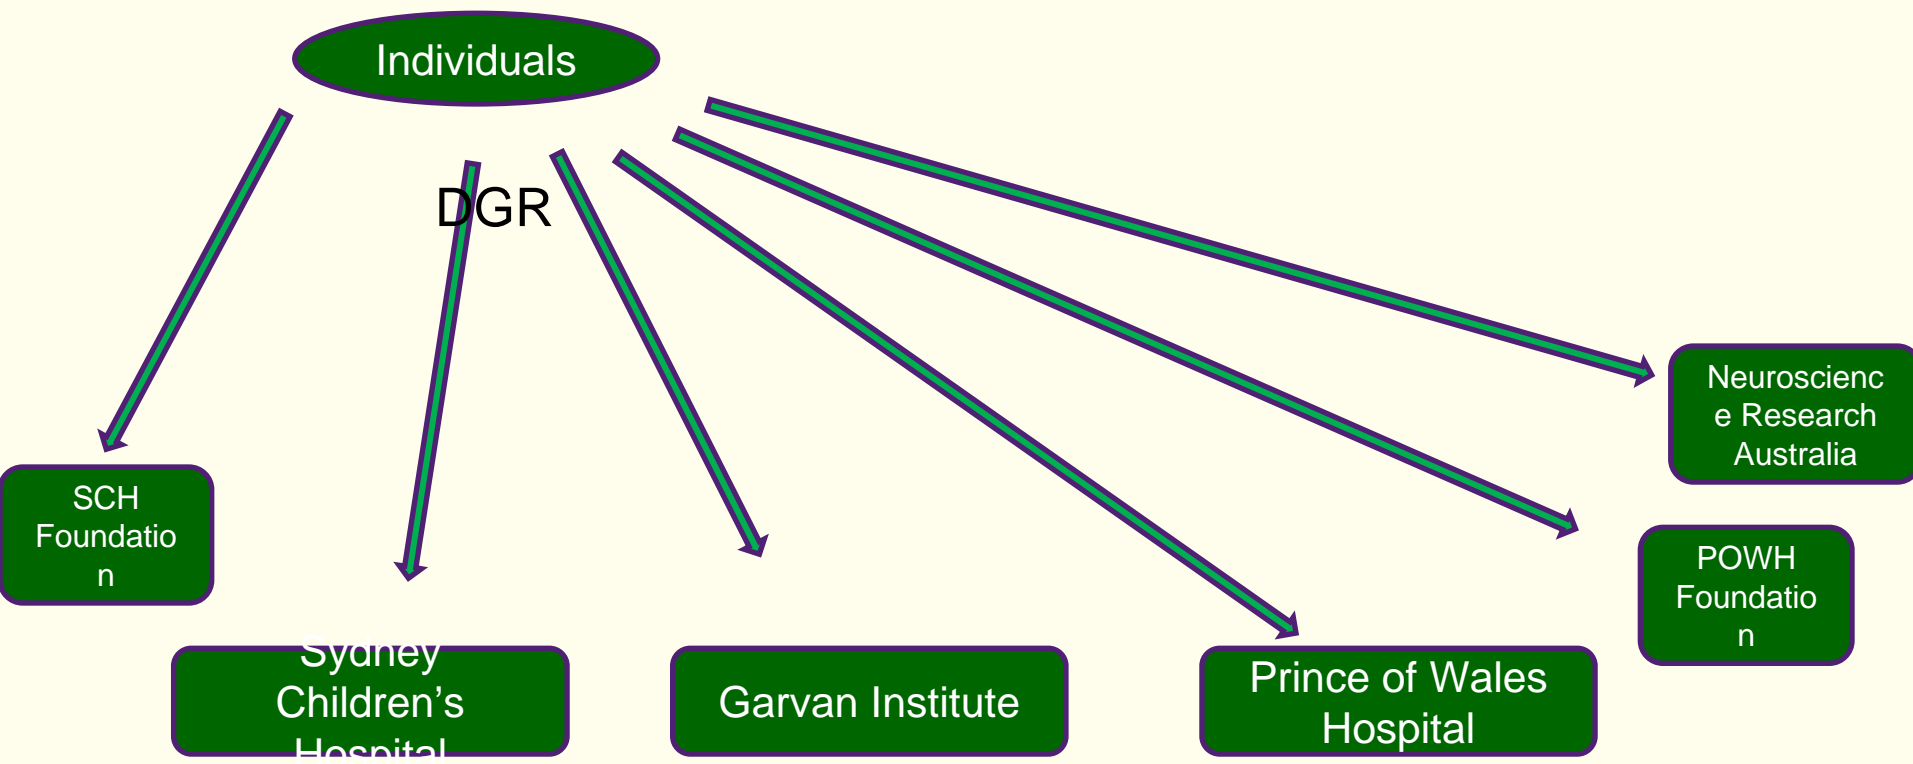 Individuals
DGR
Neuroscienc
e Research
Australia
SCH
Foundatio
n
POWH
Foundatio
n
Sydney
Children’s
Hospital
Garvan Institute
Prince of Wales
Hospital